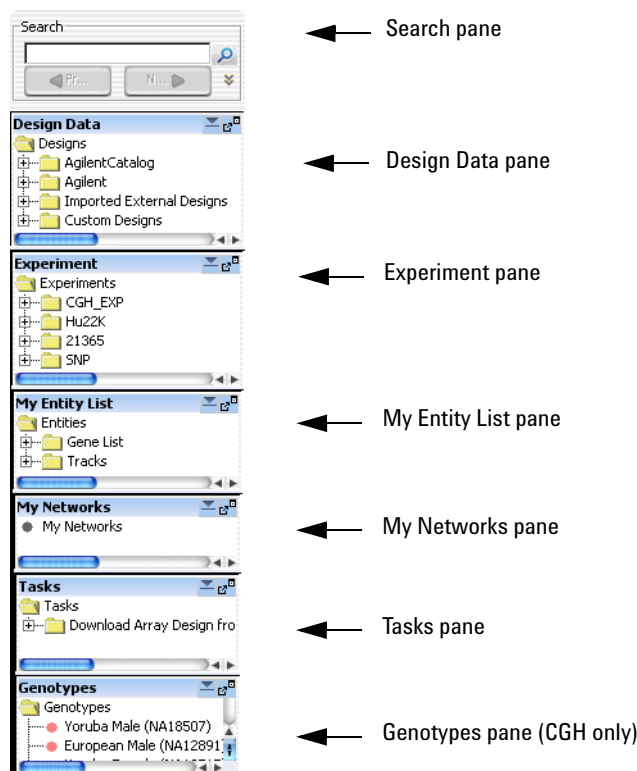 Search
Search pane
Pr...
N...
Design Data
Designs
AgilentCatalog
Design Data pane
Agilent
Imported External Designs
Custom Designs
Experiment
Experiment pane
Experiments
CGH_EXP
Hu22K
21365
SNP
My Entity List
My Entity List pane
Entities
Gene List
Tracks
My Networks
My Networks pane
My Networks
Tasks
Tasks
Tasks pane
Download Array Design fro
Genotypes
Genotypes
Yoruba Male (NA18507)
Genotypes pane (CGH only)
European Male (NA12891)